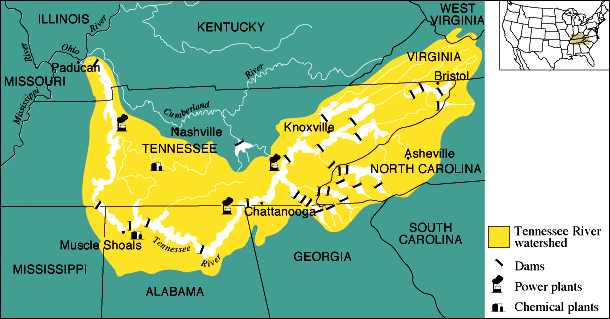 ILLINOIS
KENTUCKY
WEST
VIRGINIA
Ohio
River
River
VIRGINIA
Paducah
MISSOURI
Mississippi
River
Bristol
Cumberland
Nashville
Knoxville
TENNESSEE
Asheville
NORTH CAROLINA
Chattanooga
Muscle Shoals
Tennessee
River
SOUTH
CAROLINA
GEORGIA
MISSISSIPPI
ALABAMA
Tennessee River
watershed
Dams
Power plants
Chemical plants